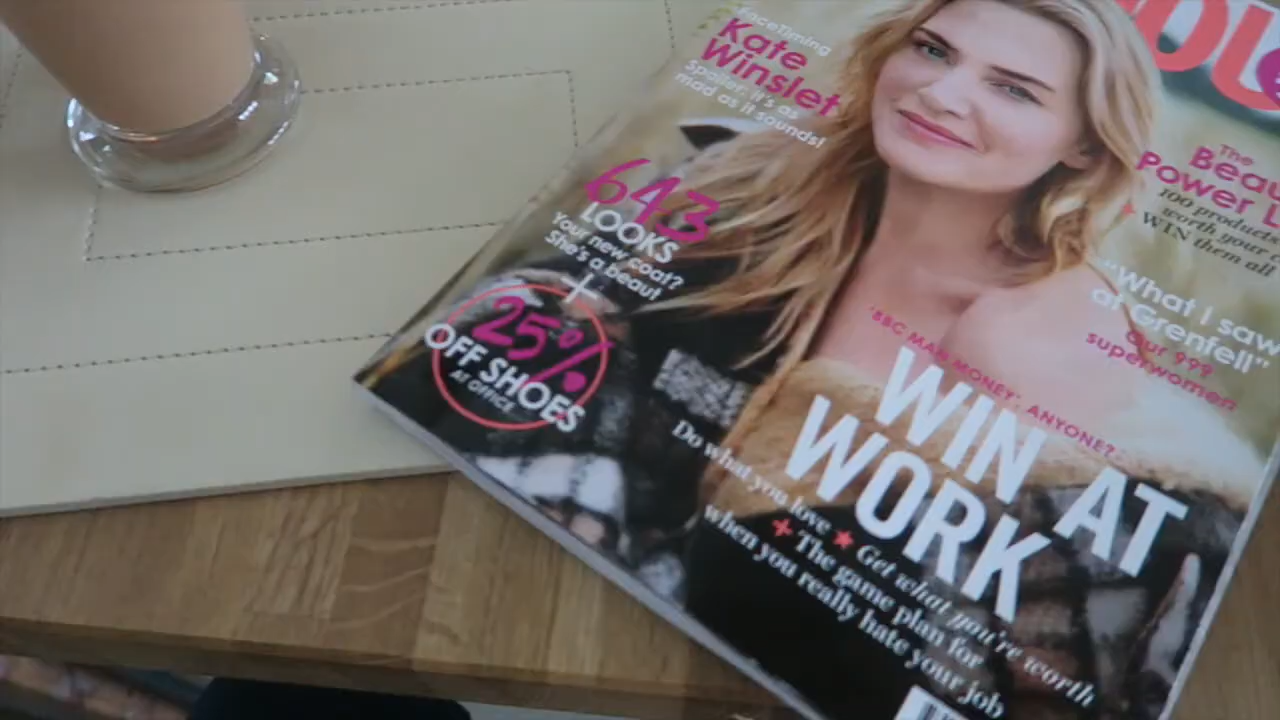 FaceTiming
Kate
Winslet
Spoiler: it's as
mad as it sounds!
643
LOOKS
Your new coat?
She's a beaut
+
25%
OFF SHOES
AT OFFICE
The
Power
100 products
worth your
WIN them all
"What I saw
at Grenfell"
Our 999
superwomen
'BBC MAN MONEY', ANYONE?
WIN AT
WORK
Do what you love ★ Get what you're worth
+ The game plan for
when you really hate your job